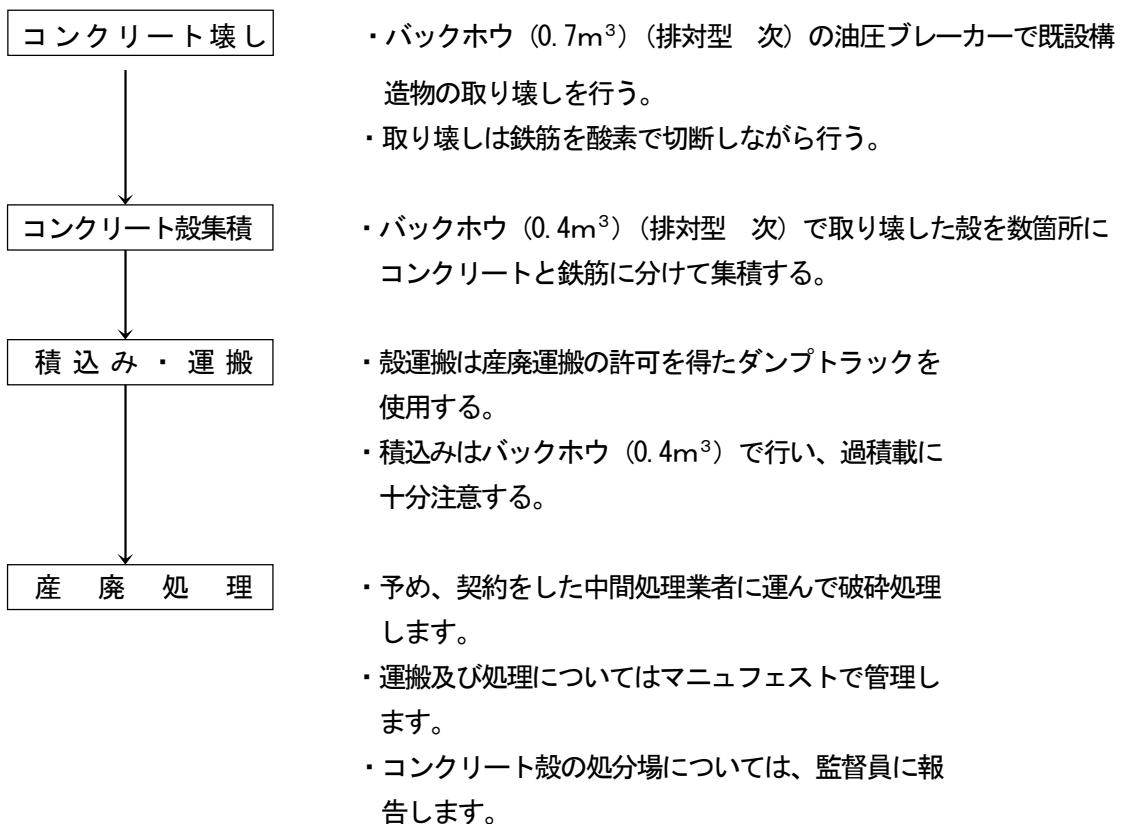 コンクリート壊し
・バックホウ（0.7m³）（排対型　次）の油圧ブレーカーで既設構
造物の取り壊しを行う。
・取り壊しは鉄筋を酸素で切断しながら行う。
コンクリート殻集積
・バックホウ（0.4m³）（排対型　次）で取り壊した殻を数箇所に
コンクリートと鉄筋に分けて集積する。
積込み・運搬
・殻運搬は産廃運搬の許可を得たダンプトラックを
使用する。
・積込みはバックホウ（0.4m³）で行い、過積載に
十分注意する。
産廃処理
・予め、契約をした中間処理業者に運んで破砕処理
します。
・運搬及び処理についてはマニュフェストで管理し
ます。
・コンクリート殻の処分場については、監督員に報
告します。